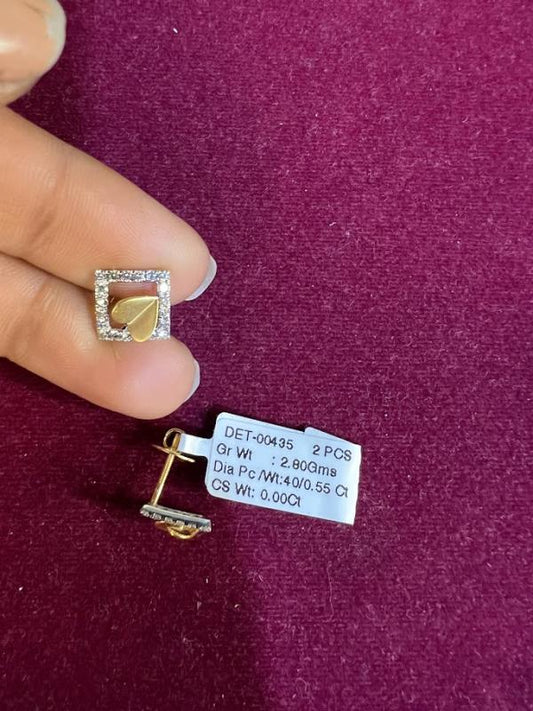 DET-00435 2 PCS
Gr Wt : 2.80Gms
Dia Pc/Wt:40/0.55 Ct
CS Wt: 0.00Ct